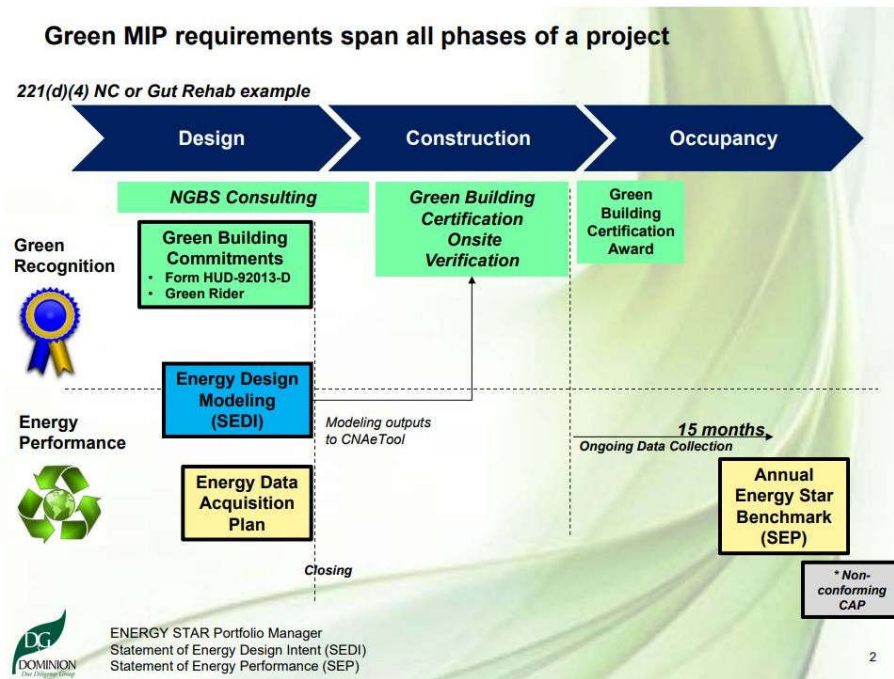 Green MIP requirements span all phases of a project
221(d)(4) NC or Gut Rehab example
Design
Construction
Occupancy
NGBS Consulting
Green Building
Certification
Onsite
Verification
Green
Building
Certification
Award
Green
Recognition
Green Building
Commitments
• Form HUD-92013-D
• Green Rider
Energy Design
Modeling
(SEDI)
Modeling outputs
to CNAeTool
Energy
Performance
15 months
Ongoing Data Collection
Energy Data
Acquisition
Plan
Annual
Energy Star
Benchmark
(SEP)
Closing
* Non-
conforming
CAP
DG
DOMINION
Due Diligence Group
ENERGY STAR Portfolio Manager
Statement of Energy Design Intent (SEDI)
Statement of Energy Performance (SEP)
2